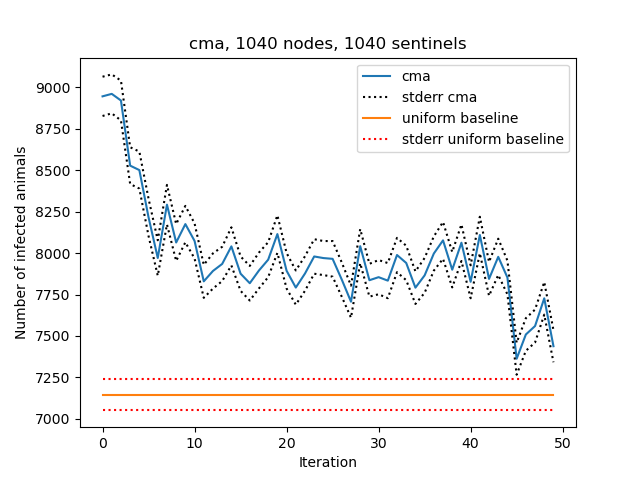 cma, 1040 nodes, 1040 sentinels
cma
stderr cma
uniform baseline
stderr uniform baseline
Number of infected animals
9000
8750
8500
8250
8000
7750
7500
7250
7000
0 10 20 30 40 50
Iteration